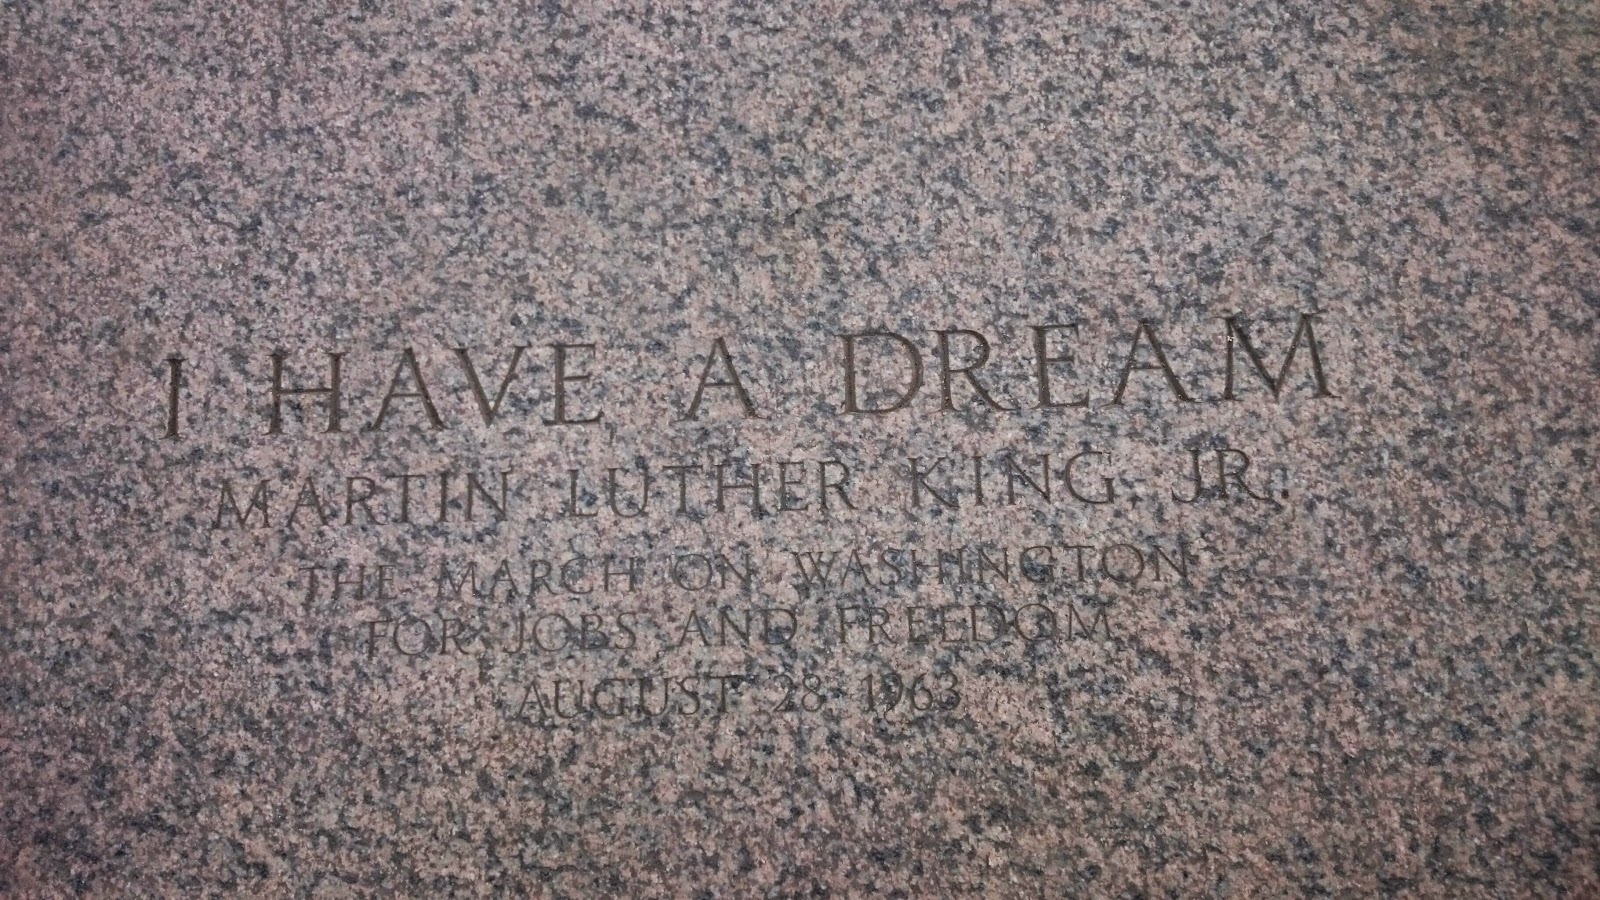 I HAVE A DREAM
MARTIN LUTHER KING JR.
THE MARCH ON WASHINGTON
FOR JOBS AND FREEDOM
AUGUST 28 1963